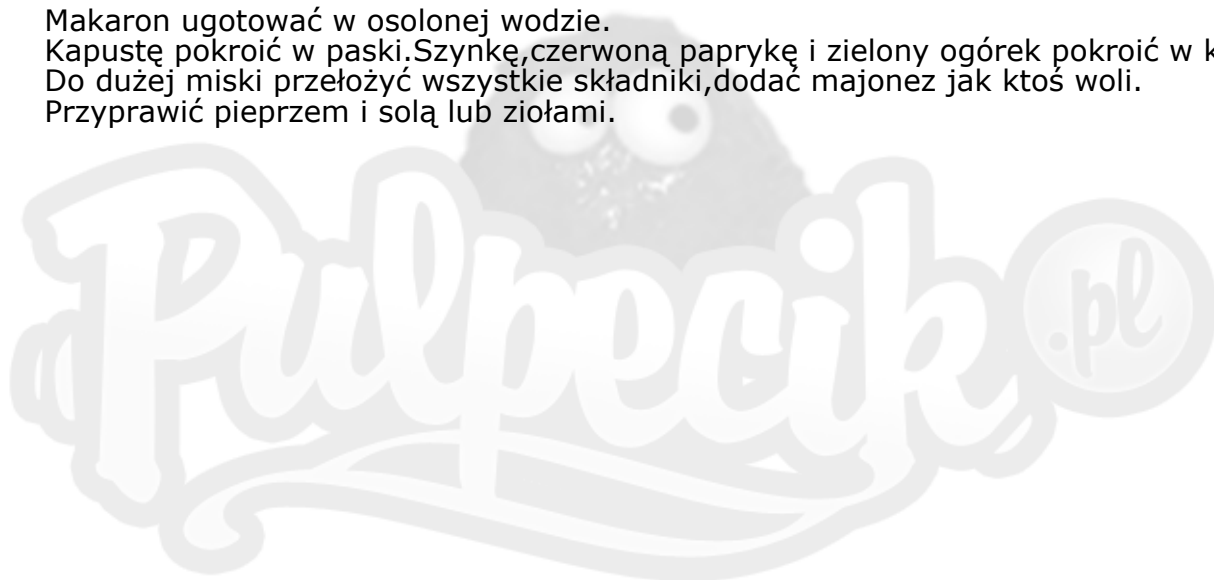 Makaron ugotować w osolonej wodzie.
Kapustę pokroić w paski.Szynkę,czerwoną paprykę i zielony ogórek pokroić w
Do dużej miski przełożyć wszystkie składniki,dodać majonez jak ktoś woli.
Przyprawić pieprzem i solą lub ziołami.
Pulpecik.pl